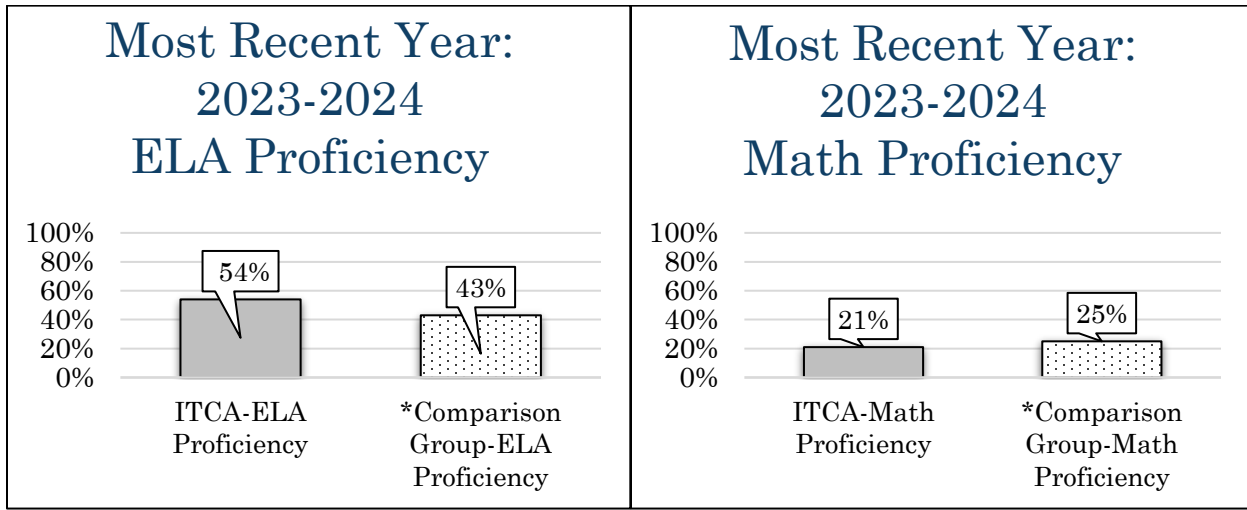 Most Recent Year:
2023-2024
ELA Proficiency
100%
80%
60%
40%
20%
0%
54%
43%
ITCA-ELA
Proficiency
*Comparison
Group-ELA
Proficiency
Most Recent Year:
2023-2024
Math Proficiency
100%
80%
60%
40%
20%
0%
21%
25%
ITCA-Math
Proficiency
*Comparison
Group-Math
Proficiency